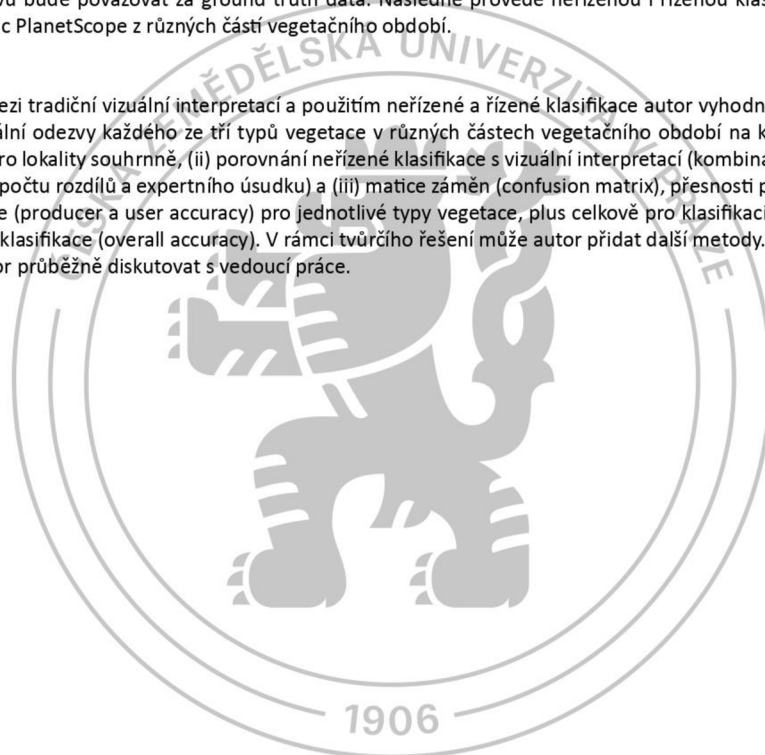 bude považovat za ground truth data. Následně provede neřízenou i řízenou
c PlanetScope z různých částí vegetačního období.
ezi tradiční vizuální interpretací a použitím neřízené a řízené klasifikace autor vyhodn
ální odezvy každého ze tří typů vegetace v různých částech vegetačního období na k
ro lokality souhrnně, (ii) porovnání neřízené klasifikace s vizuální interpretací (kombina
počtu rozdílů a expertního úsudku) a (iii) matice záměn (confusion matrix), přesnosti p
e (producer a user accuracy) pro jednotlivé typy vegetace, plus celkově pro klasifikaci
klasifikace (overall accuracy). V rámci tvůrčího řešení může autor přidat další metody.
or průběžně diskutovat s vedoucí práce.
ČESKÁ ZEMĚDĚLSKÁ UNIVERZITA V PRAZE
1906